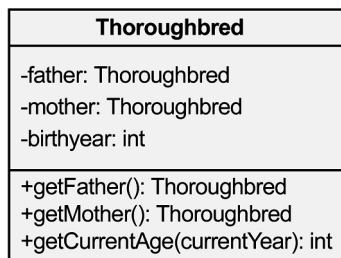 Thoroughbred
-father: Thoroughbred
-mother: Thoroughbred
-birthyear: int
+getFather(): Thoroughbred
+getMother(): Thoroughbred
+getCurrentAge(currentYear): int